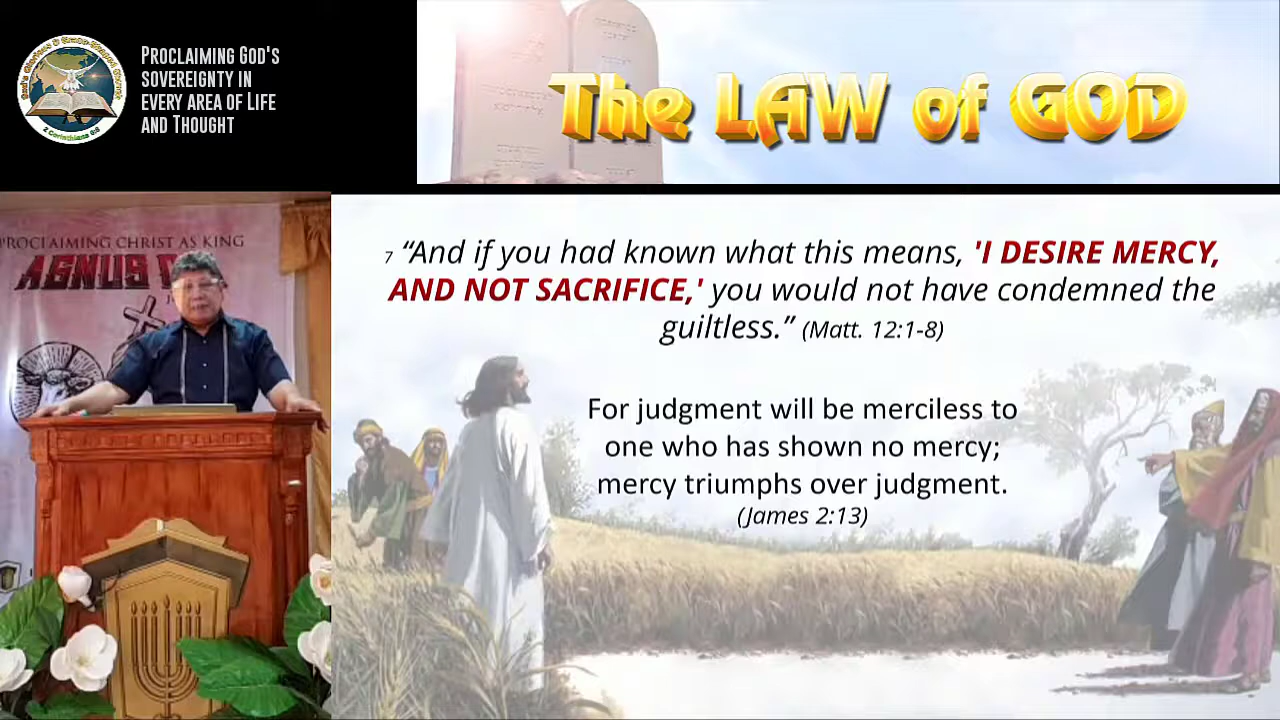 PROCLAIMING GOD'S
SOVEREIGNTY IN
EVERY AREA OF LIFE
AND THOUGHT
2 Corinthians
The LAW of GOD
PROCLAIMING CHRIST AS KING
AGNUS
7 “And if you had known what this means, 'I DESIRE MERCY,
AND NOT SACRIFICE,' you would not have condemned the
guiltless.” (Matt. 12:1-8)
For judgment will be merciless to
one who has shown no mercy;
mercy triumphs over judgment.
(James 2:13)